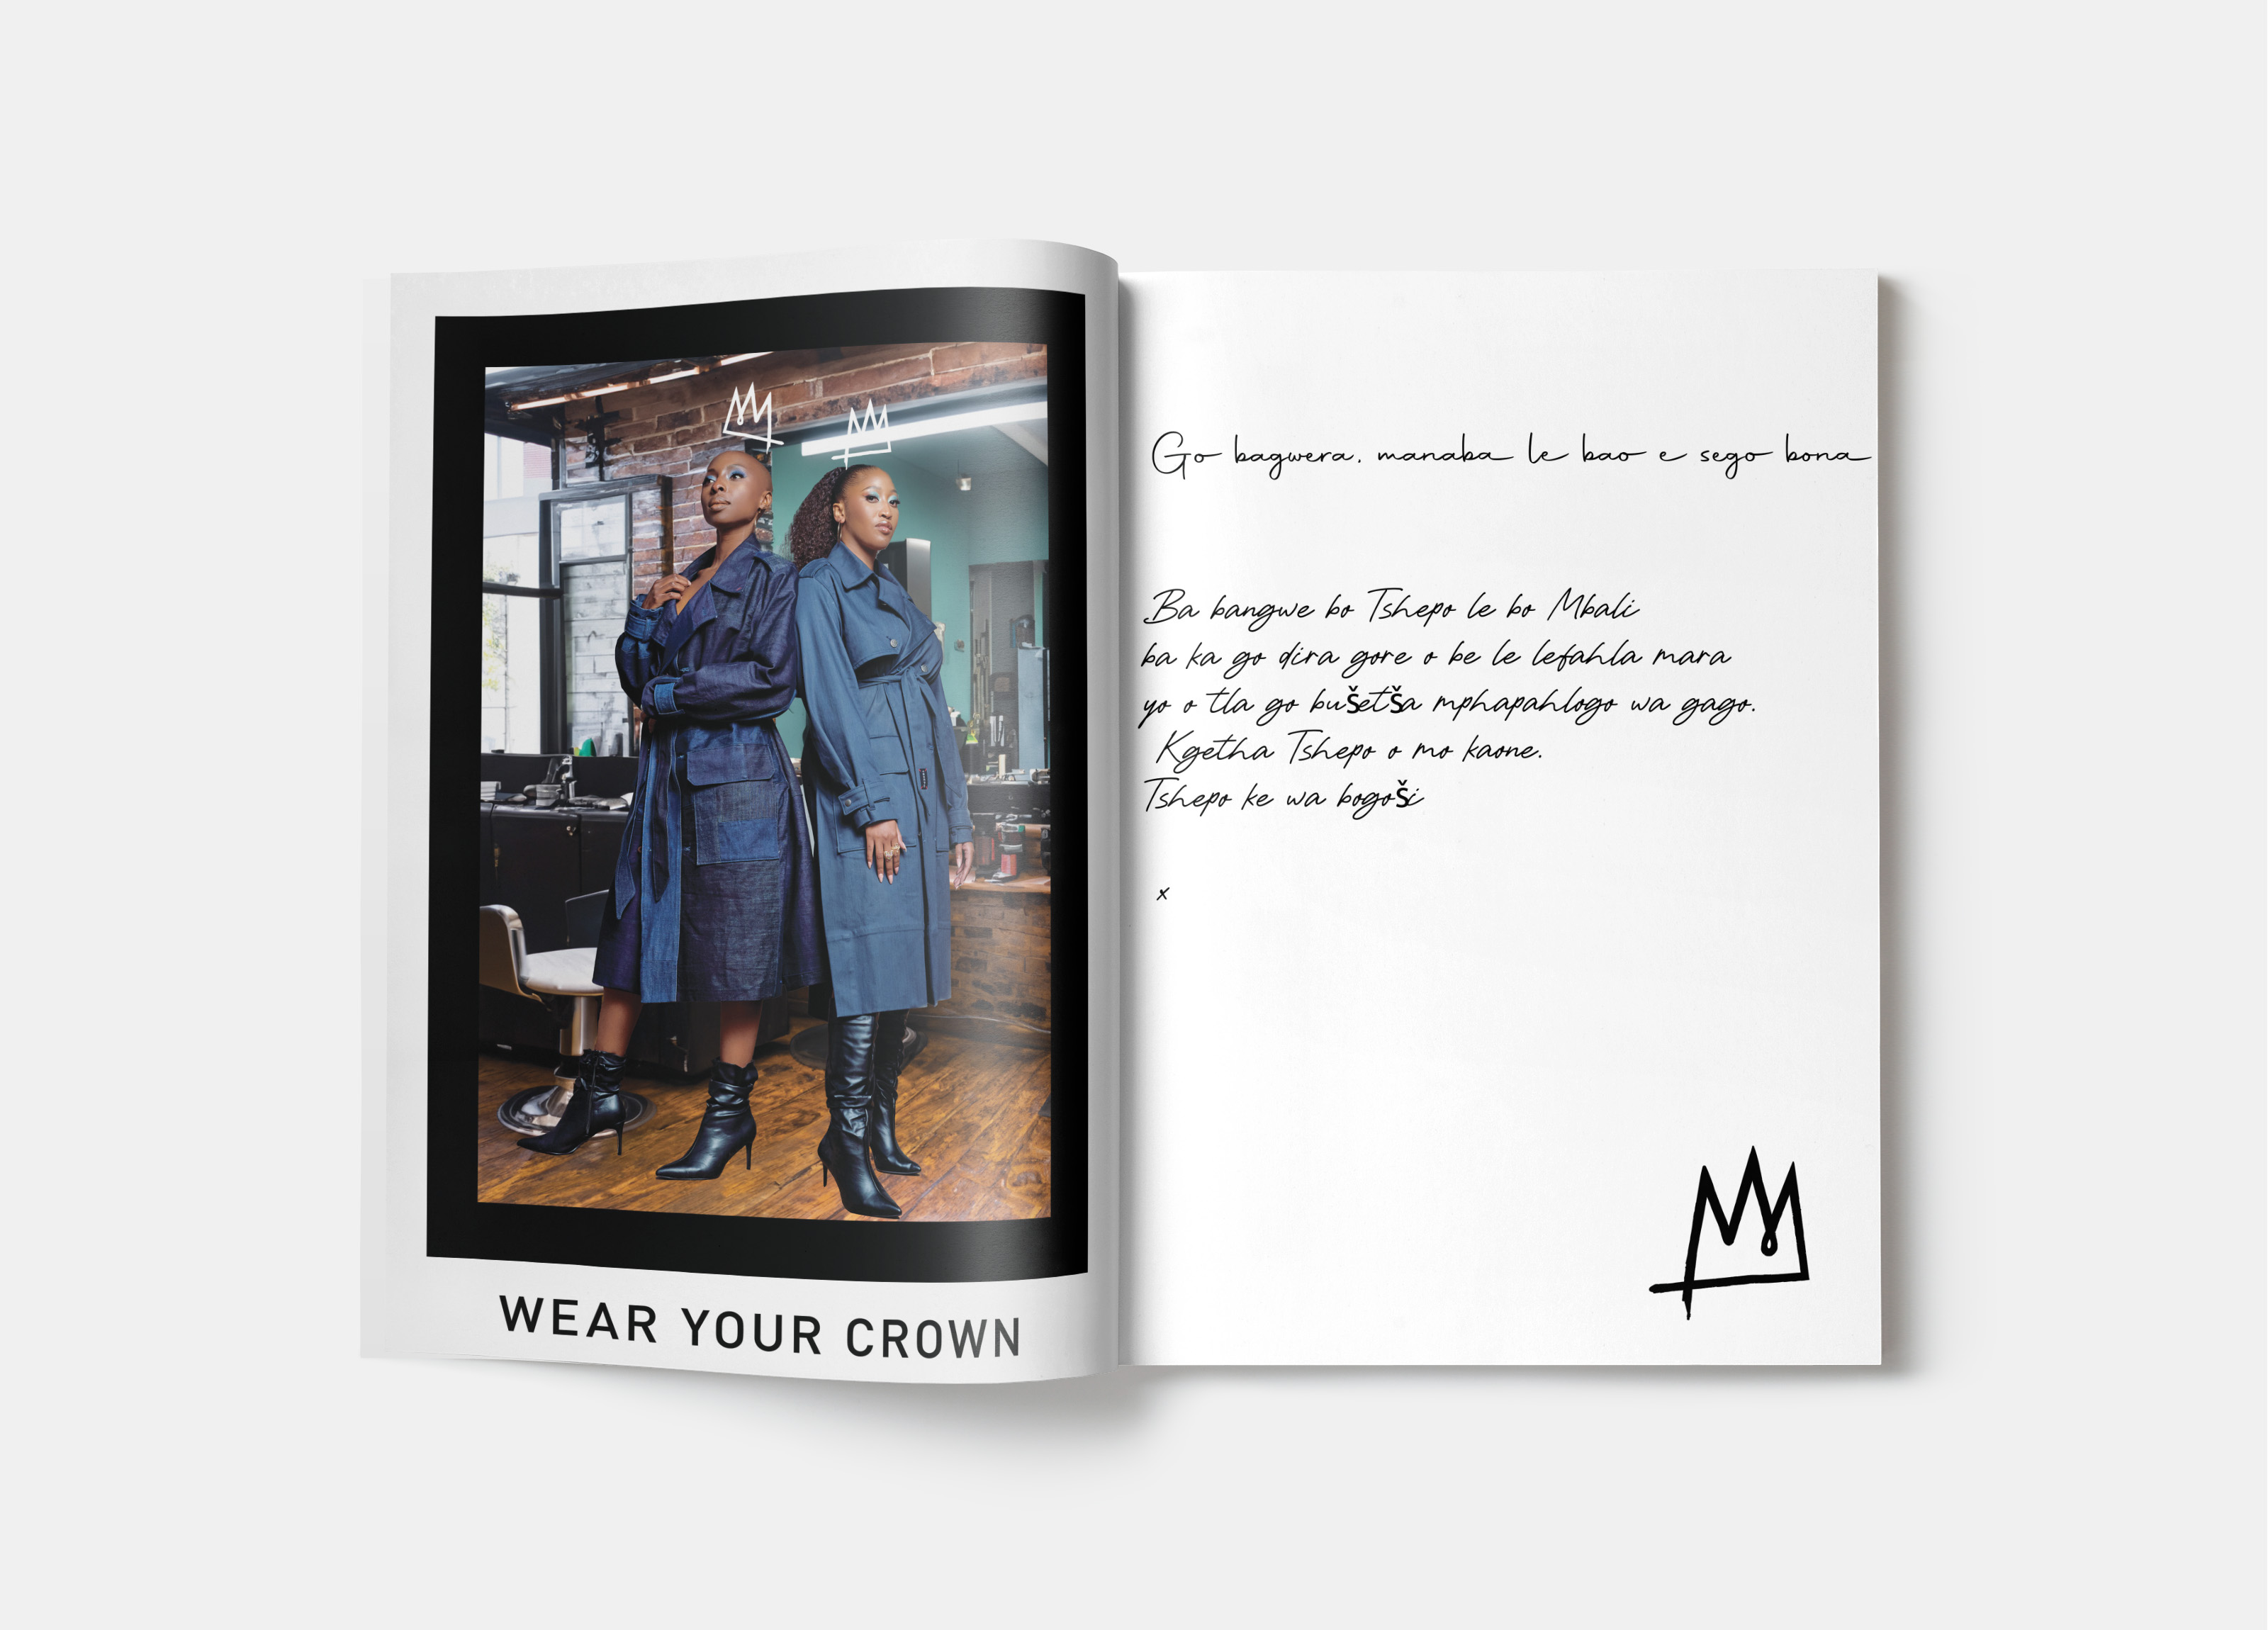 WEAR YOUR CROWN
Go bagwera, manaba le bao e sego bona
Ba bangwe bo Tshepo le bo Mbali
ba ka go dira gore o be le lefahla mara
yo o tla go bušetša mphapahlogo wa gago.
Kgetha Tshepo o mo kaone.
Tshepo ke wa bogoši
x